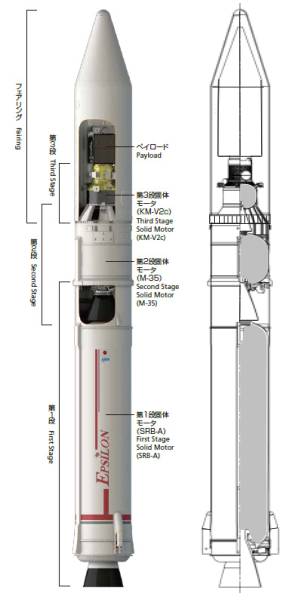 フェアリング Fairing
第3段 Third Stage
第2段 Second Stage
第1段 First Stage
ペイロード
Payload
第3段固体
モータ
(KM-V2c)
Third Stage
Solid Motor
(KM-V2c)
第2段固体
モータ
(M-35)
Second Stage
Solid Motor
(M-35)
第1段固体
モータ
(SRB-A)
First Stage
Solid Motor
(SRB-A)
EPSILON